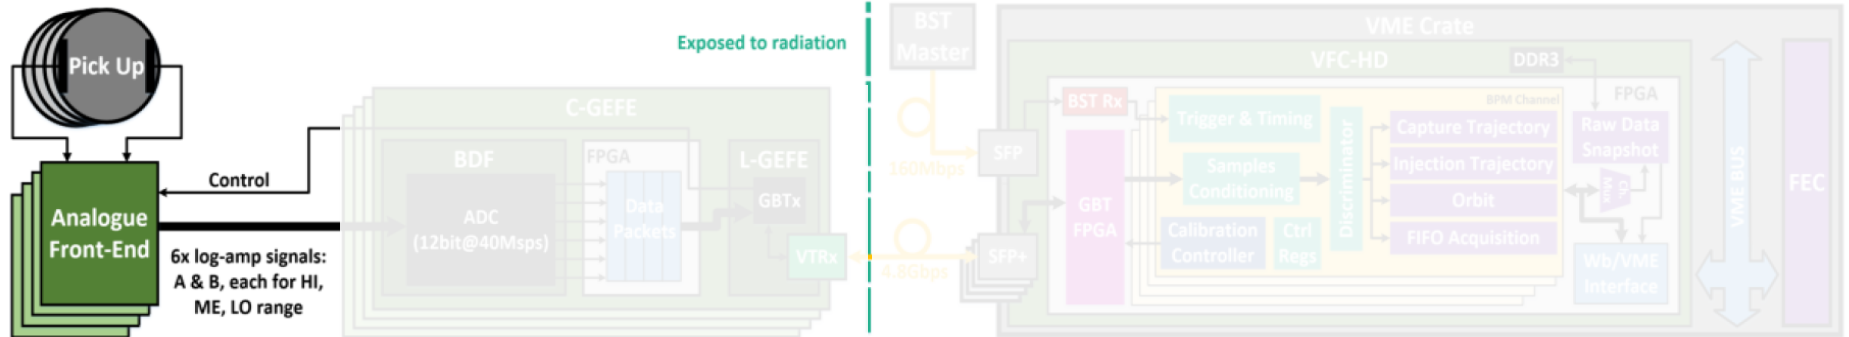 Pick Up
Analogue
Front-End
Control
6x log-amp signals:
A & B, each for HI,
ME, LO range
Exposed to radiation
C-GEFE
BDF
ADC
(12bit@40Msps)
FPGA
Data
Packets
L-GEFE
GBTx
VTRx
BST
Master
160Mbps
4.8Gbps
SFP
SFP+
VME Crate
VFC-HD
DDR3
FPGA
BST Rx
GBT
FPGA
BPM Channel
Trigger & Timing
Samples
Conditioning
Calibration
Controller
Ctrl
Regs
Discriminator
Capture Trajectory
Injection Trajectory
Orbit
FIFO Acquisition
Raw Data
Snapshot
Ch.
Mux
Wb/VME
Interface
VME BUS
FEC